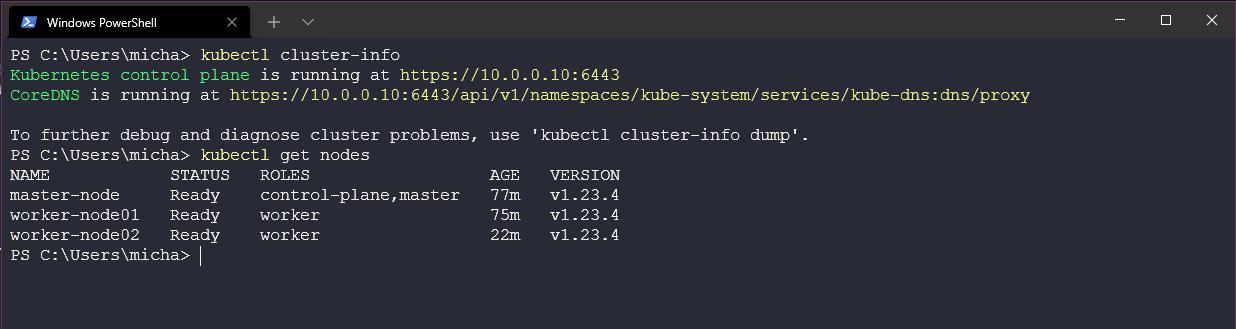 Windows PowerShell
PS C:\Users\micha> kubectl cluster-info
Kubernetes control plane is running at https://10.0.0.10:6443
CoreDNS is running at https://10.0.0.10:6443/api/v1/namespaces/kube-system/services/kube-dns:dns/proxy
To further debug and diagnose cluster problems, use 'kubectl cluster-info dump'.
PS C:\Users\micha> kubectl get nodes
NAME            STATUS   ROLES                  AGE   VERSION
master-node     Ready    control-plane,master   77m   v1.23.4
worker-node01   Ready    worker                 75m   v1.23.4
worker-node02   Ready    worker                 22m   v1.23.4
PS C:\Users\micha>